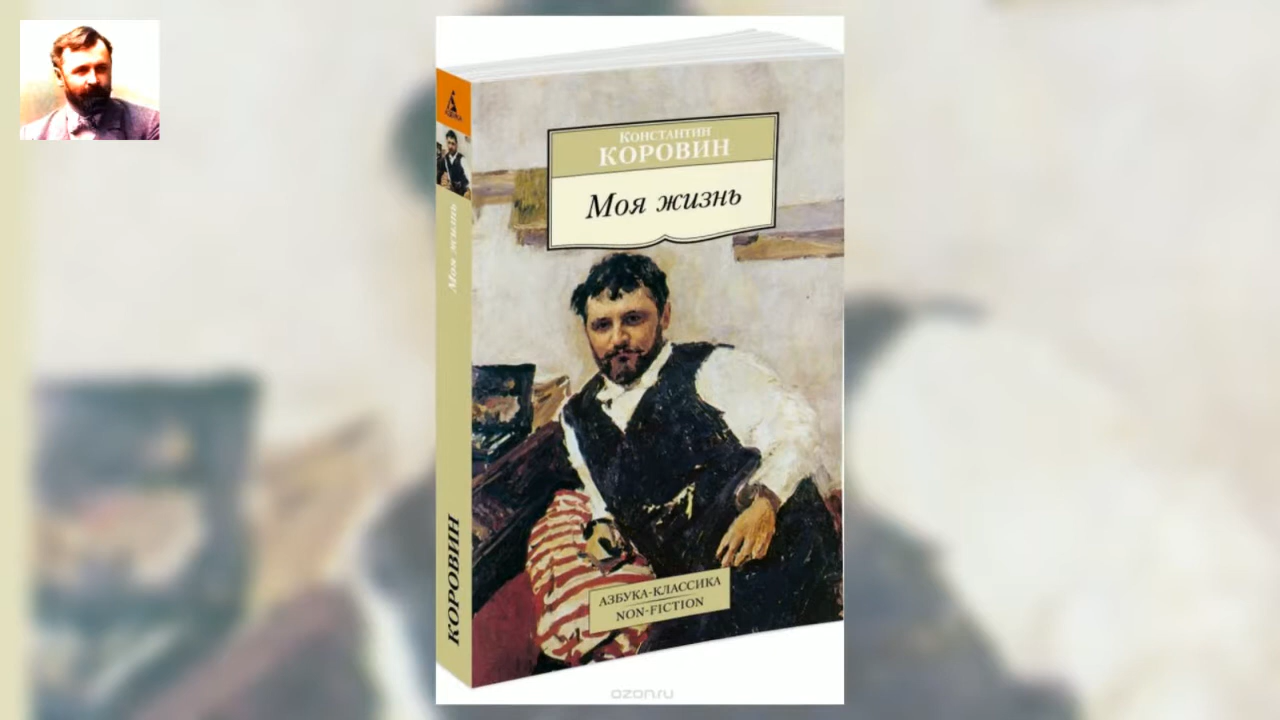 Константин
КОРОВИН
Моя жизнь
АЗБУКА-КЛАССИКА
NON-FICTION
Моя жизнь
КОРОВИН
ozon.ru